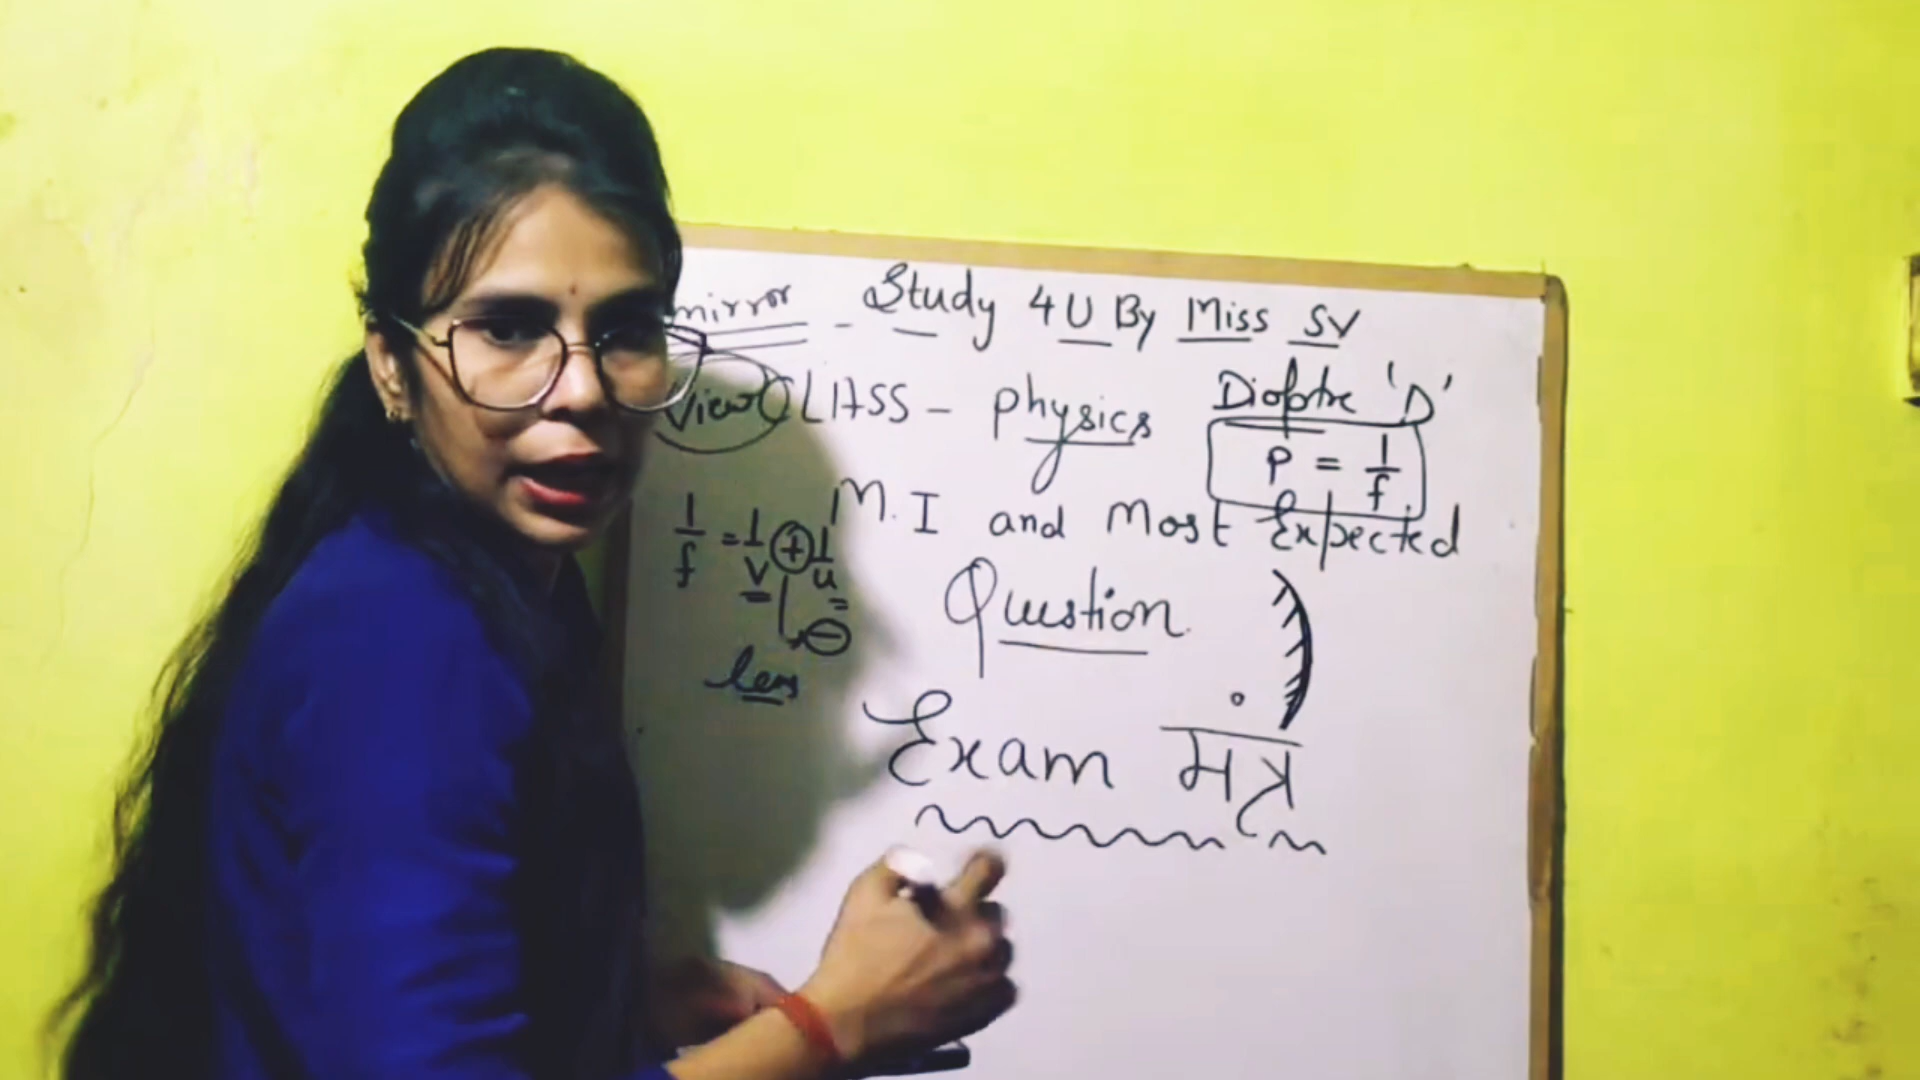 mirror - Study 4 U By Miss SV
View CLASS - Physics
Dioptre 'D'
P = 1/f
M.I and Most Expected
Question
1/f = 1/v + 1/u
-
lens
Exam मंत्र